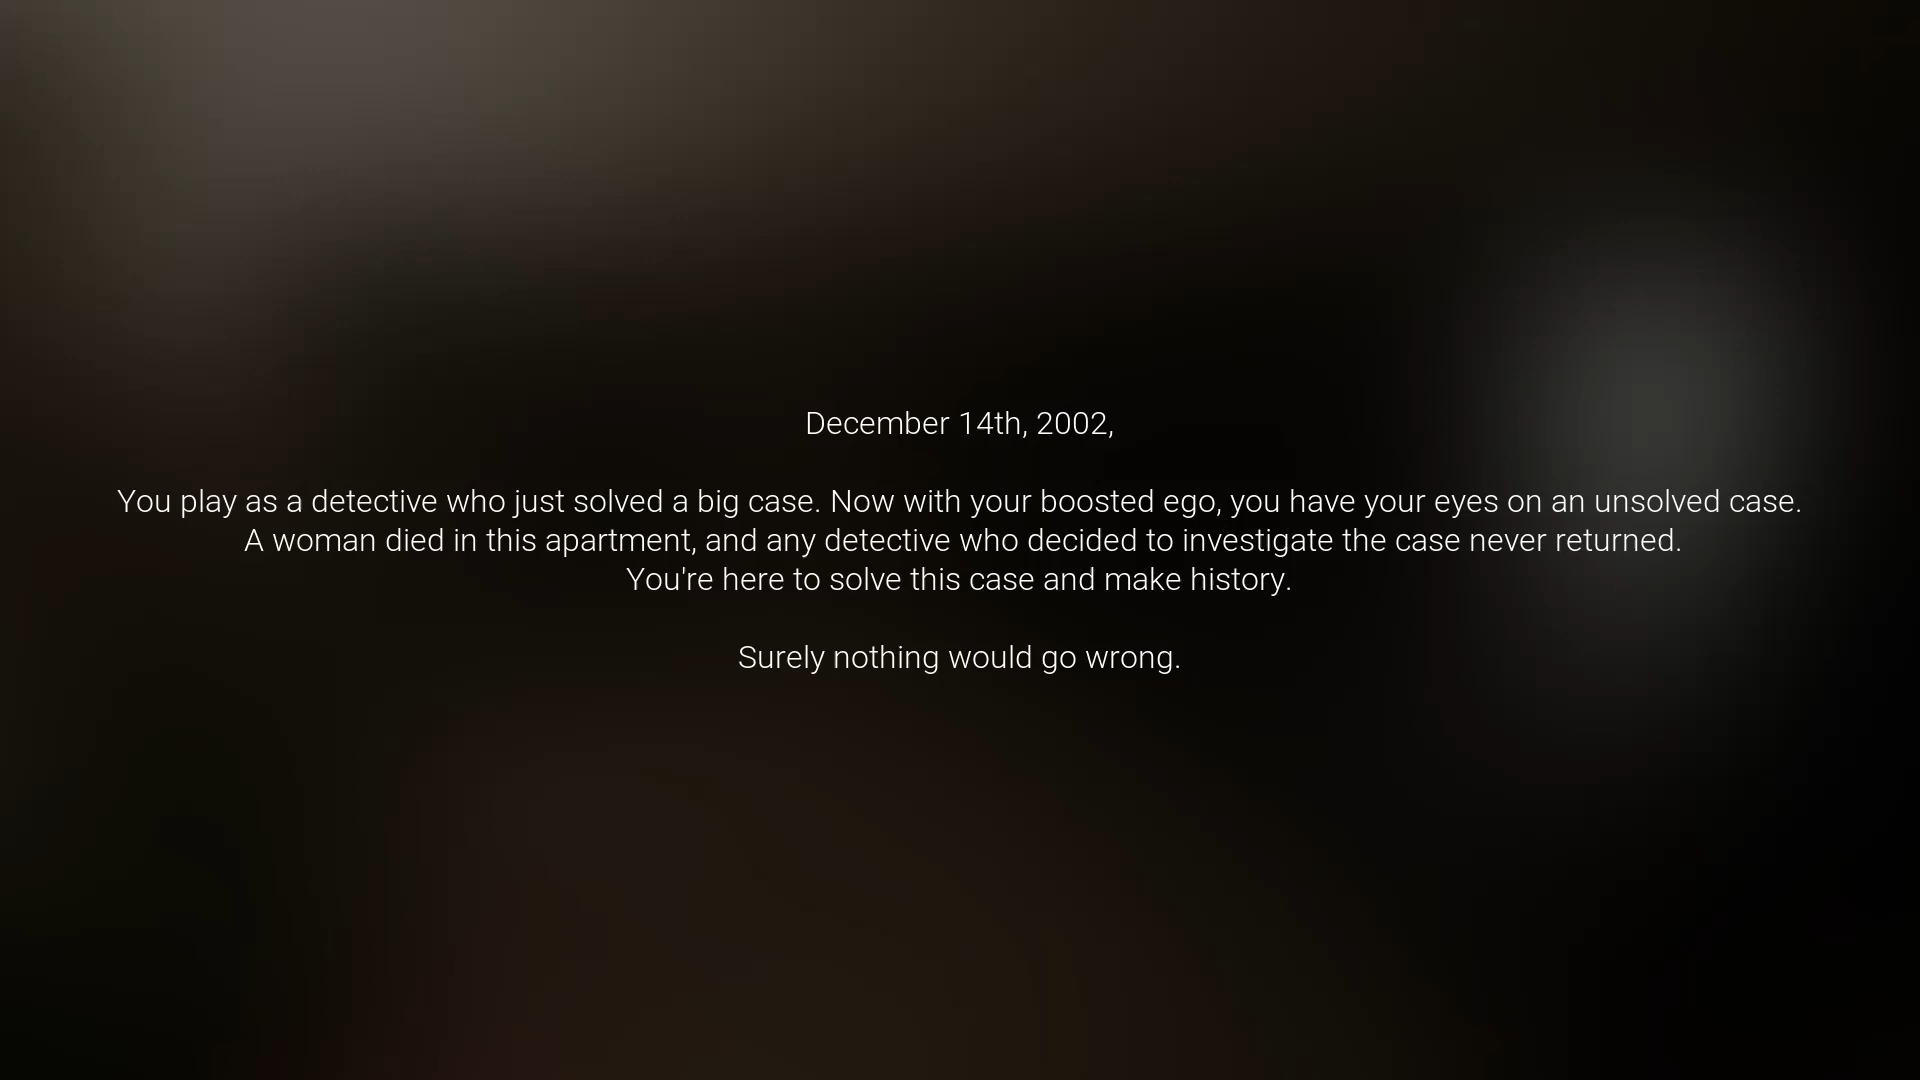 December 14th, 2002,
You play as a detective who just solved a big case. Now with your boosted ego, you have your eyes on an unsolved case.
A woman died in this apartment, and any detective who decided to investigate the case never returned.
You're here to solve this case and make history.
Surely nothing would go wrong.